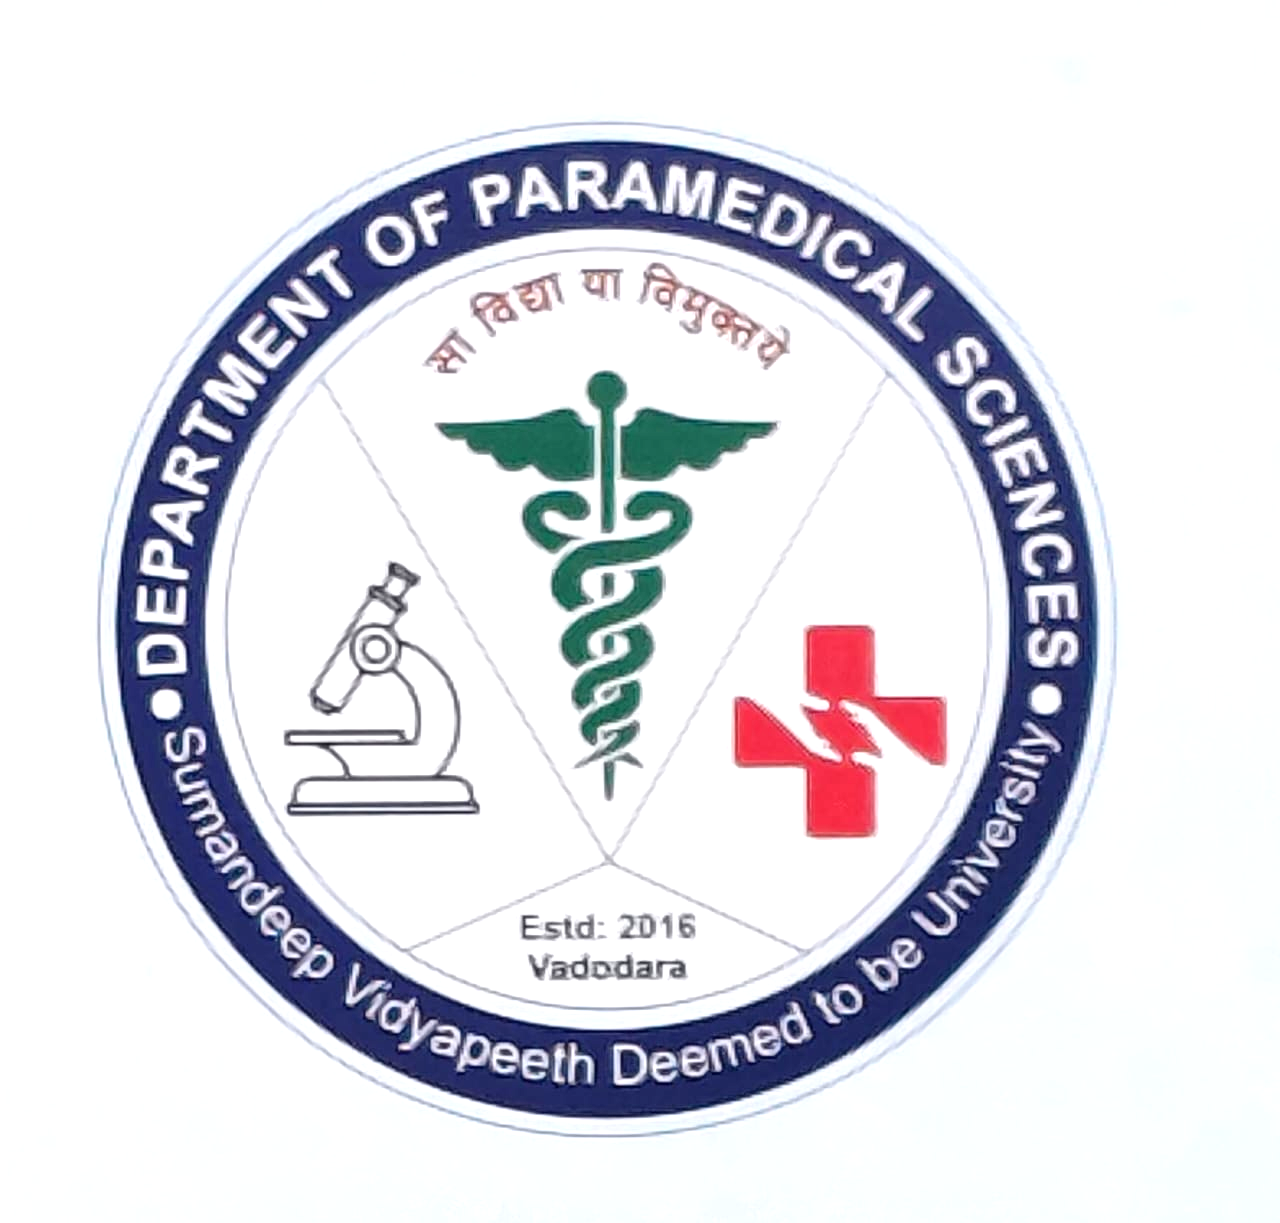 DEPARTMENT OF PARAMEDICAL SCIENCES
सा विद्या या विमुक्तये
Estd: 2016
Vadodara
Sumandeep Vidyapeeth Deemed to be University